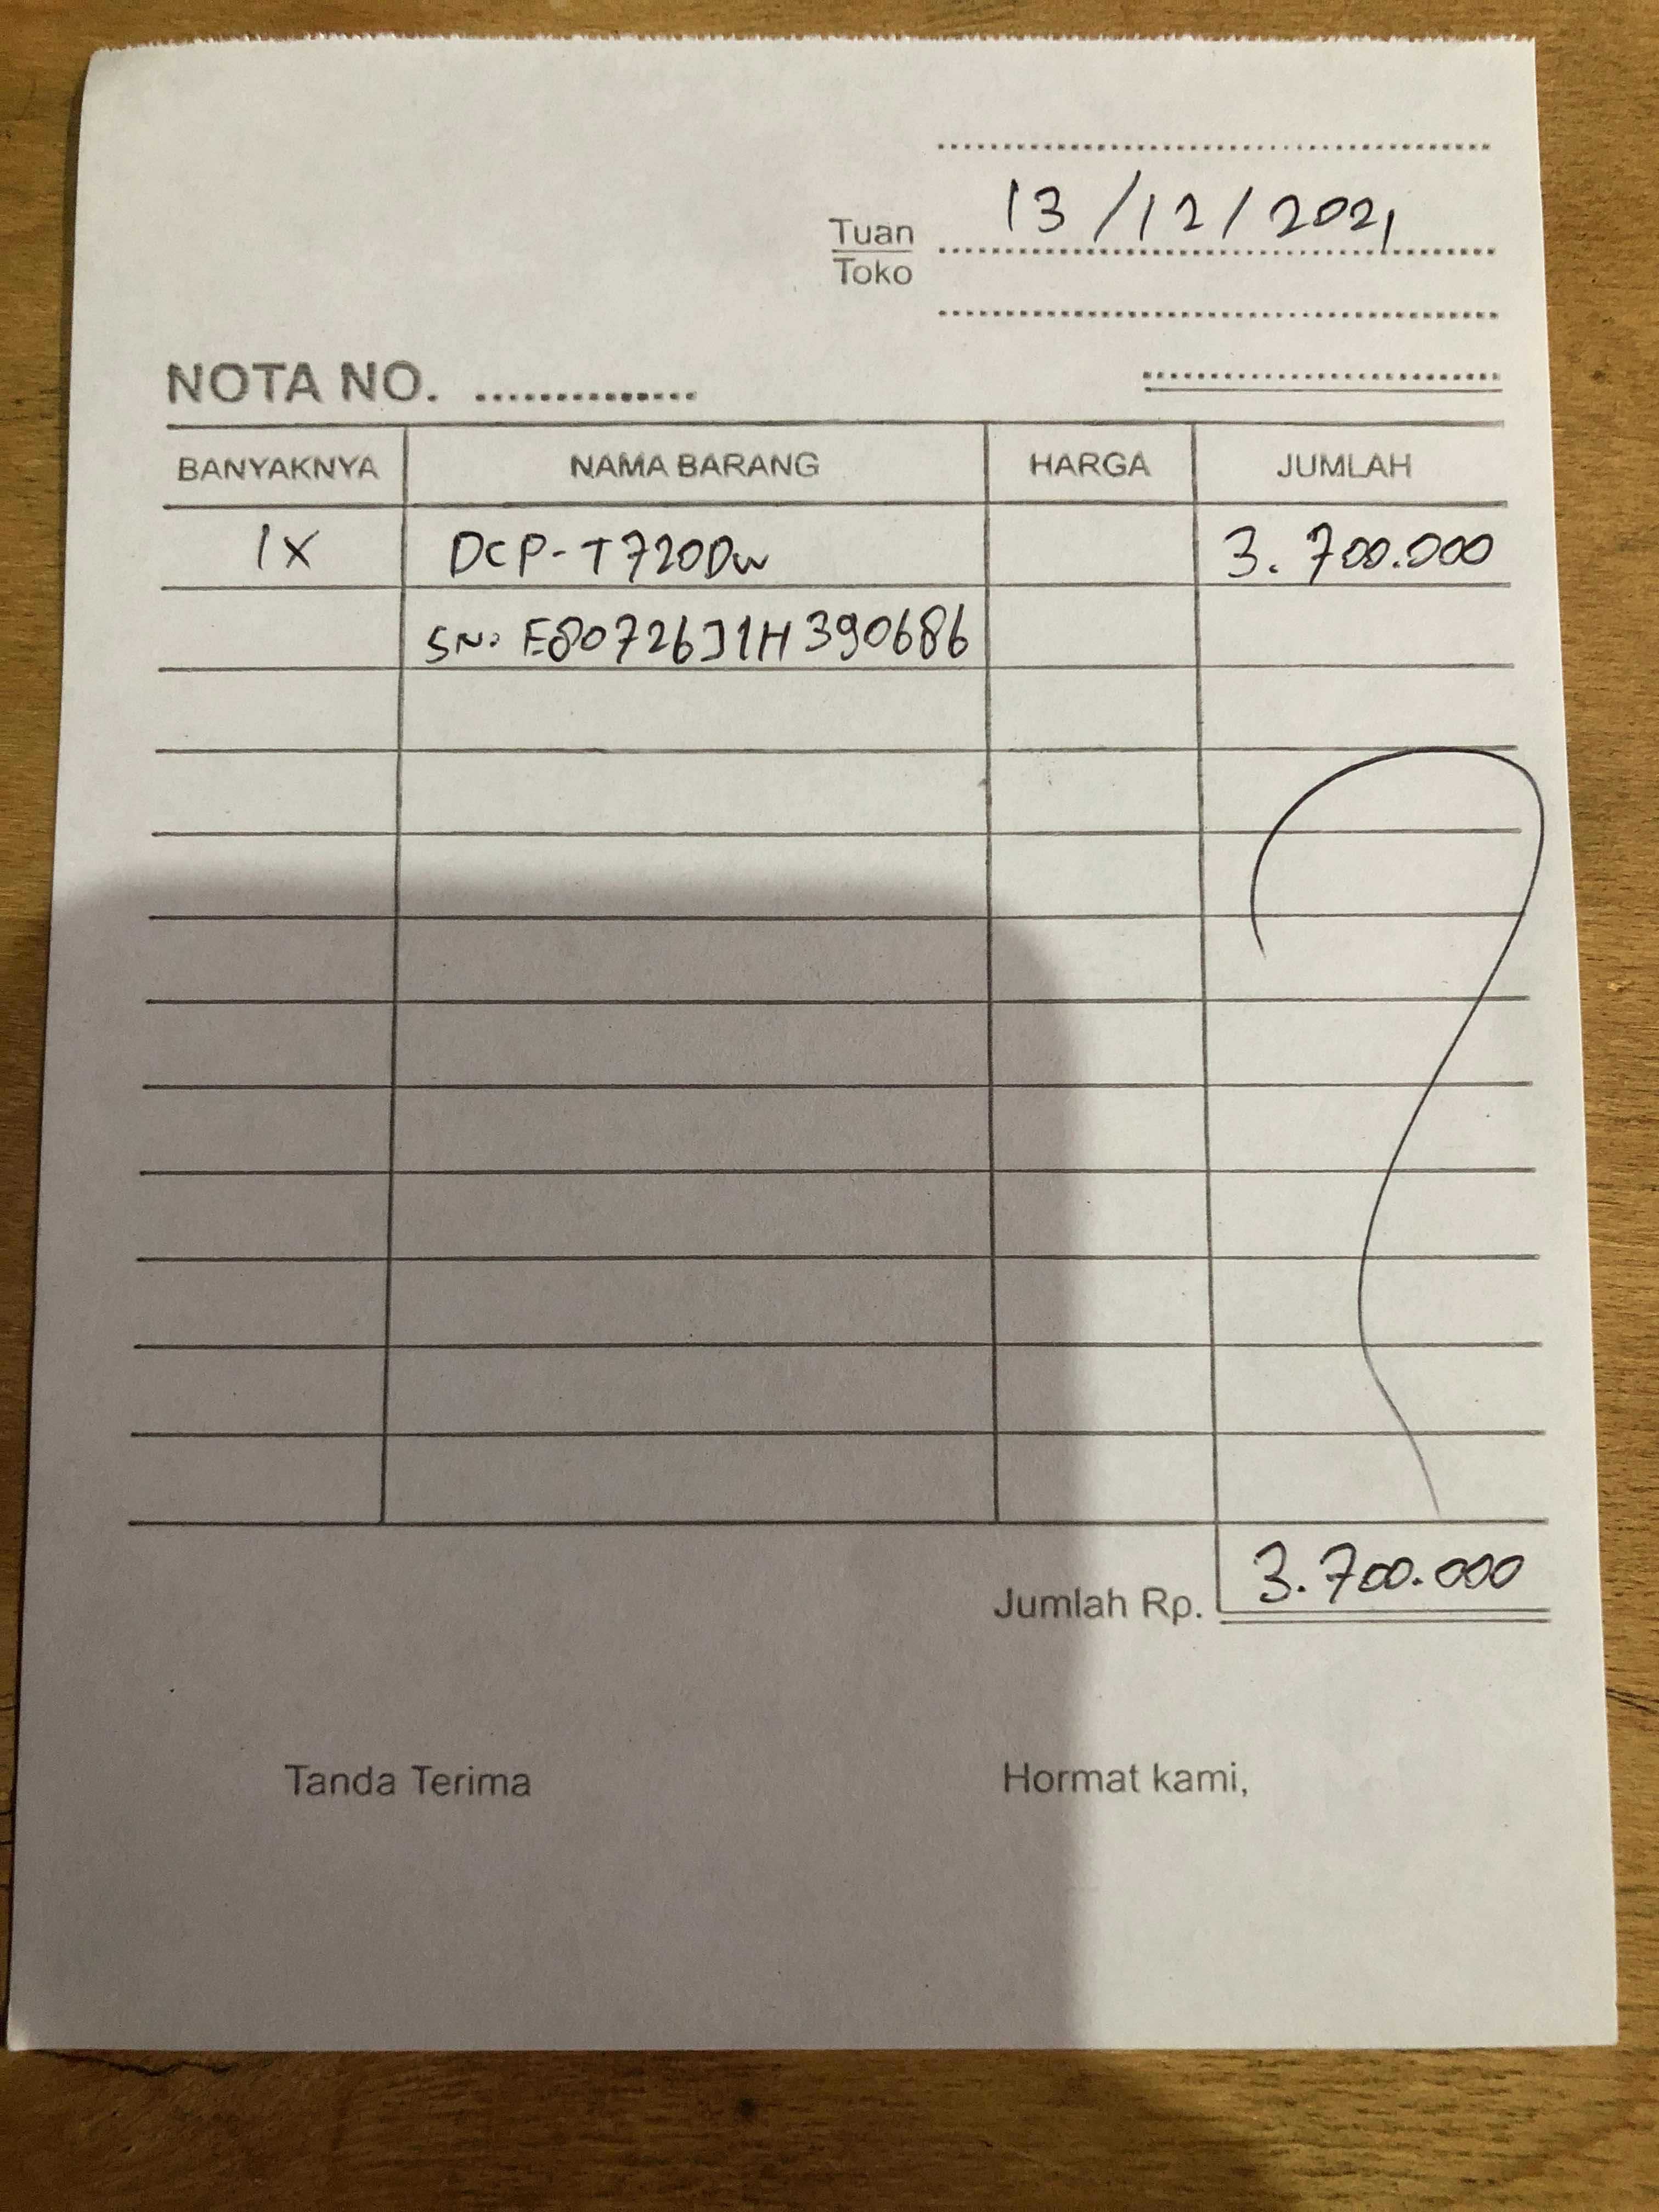 13/12/2021
Tuan
Toko
NOTA NO. ..............
BANYAKNYA NAMA BARANG HARGA JUMLAH
1X DCP-T720DW 3.700.000
SN: E80726J1H390686
Jumlah Rp. 3.700.000
Tanda Terima Hormat kami,